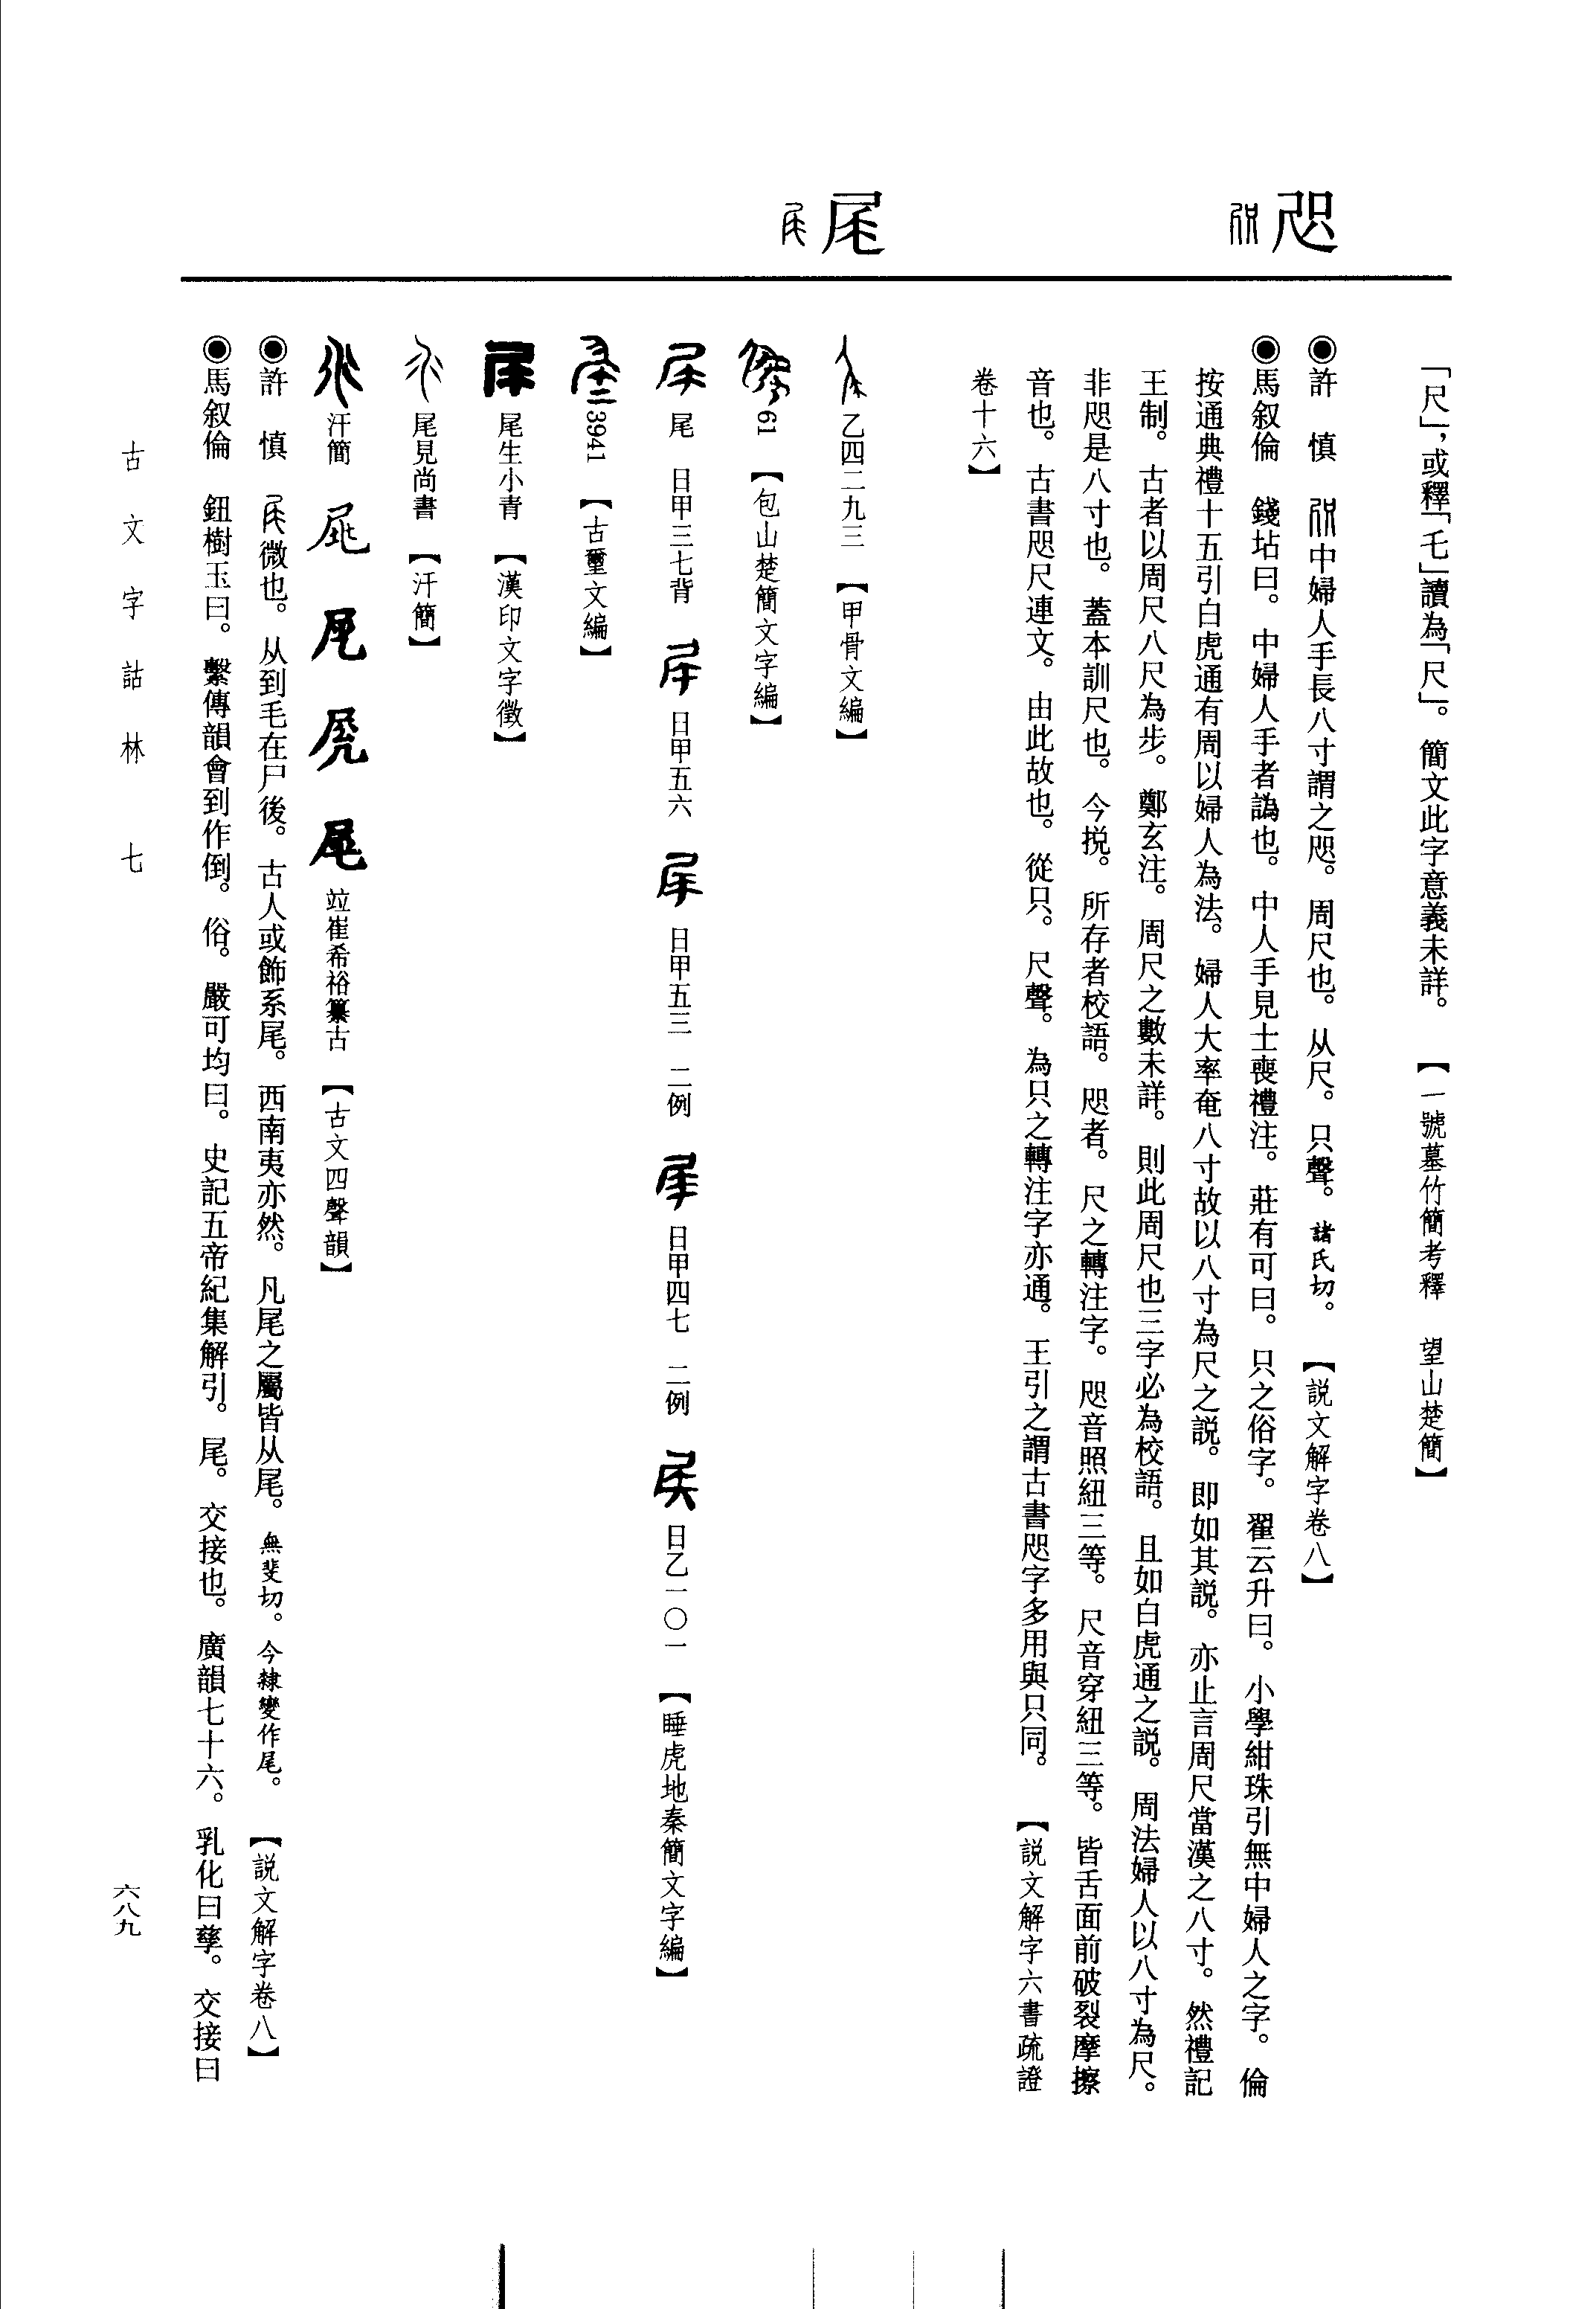 咫
尾
「尺」，或釋「乇」讀為「尺」。簡文此字意義未詳。【一號墓竹簡考釋　望山楚簡】
◉許　慎　中婦人手長八寸謂之咫。周尺也。从尺。只聲。諸氏切。【説文解字卷八】
◉馬叙倫　錢坫曰。中婦人手者譌也。中人手見士喪禮注。莊有可曰。只之俗字。翟云升曰。小學紺珠引無中婦人之字。倫
按通典禮十五引白虎通有周以婦人為法。婦人大率奄八寸故以八寸為尺之説。即如其説。亦止言周尺當漢之八寸。然禮記
王制。古者以周尺八尺為步。鄭玄注。周尺之數未詳。則此周尺也三字必為校語。且如白虎通之説。周法婦人以八寸為尺。
非咫是八寸也。蓋本訓尺也。今挩。所存者校語。咫者。尺之轉注字。咫音照紐三等。尺音穿紐三等。皆舌面前破裂摩擦
音也。古書咫尺連文。由此故也。從只。尺聲。為只之轉注字亦通。王引之謂古書咫字多用與只同。【説文解字六書疏證
卷十六】
乙四二九三　【甲骨文編】
61　【包山楚簡文字編】
尾　日甲三七背　日甲五六　日甲五三　二例　日甲四七　二例　日乙一〇一　【睡虎地秦簡文字編】
3941　【古璽文編】
尾生小青　【漢印文字徵】
尾見尚書　【汗簡】
汗簡　竝崔希裕纂古　【古文四聲韻】
◉許　慎　微也。从到毛在尸後。古人或飾系尾。西南夷亦然。凡尾之屬皆从尾。無斐切。今隸變作尾。【説文解字卷八】
◉馬叙倫　鈕樹玉曰。繫傳韻會到作倒。俗。嚴可均曰。史記五帝紀集解引。尾。交接也。廣韻七十六。乳化曰孳。交接曰
古文字詁林　七
六八九